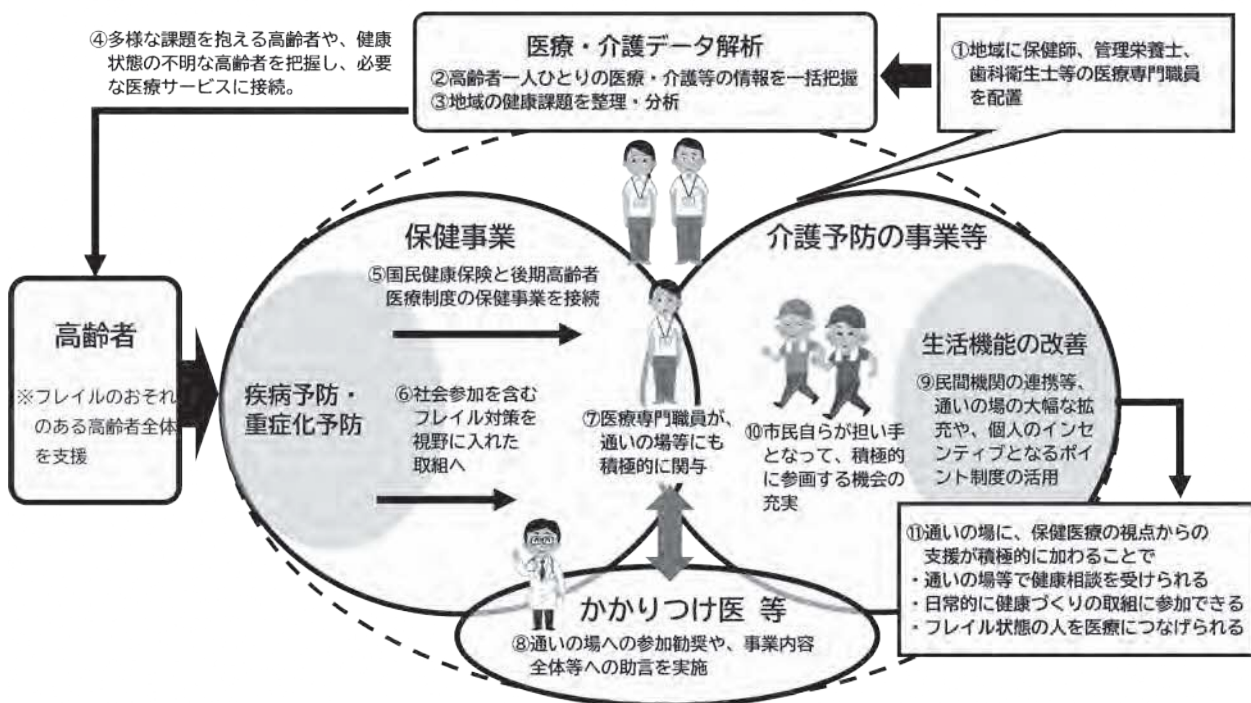 ④多様な課題を抱える高齢者や、健康
状態の不明な高齢者を把握し、必要
な医療サービスに接続。
医療・介護データ解析
②高齢者一人ひとりの医療・介護等の情報を一括把握
③地域の健康課題を整理・分析
①地域に保健師、管理栄養士、
歯科衛生士等の医療専門職員
を配置
保健事業
⑤国民健康保険と後期高齢者
医療制度の保健事業を接続
介護予防の事業等
高齢者
※フレイルのおそれ
のある高齢者全体
を支援
疾病予防・
重症化予防
⑥社会参加を含む
フレイル対策を
視野に入れた
取組へ
⑦医療専門職員が、
通いの場等にも
積極的に関与
⑩市民自らが担い手
となって、積極的
に参画する機会の
充実
生活機能の改善
⑨民間機関の連携等、
通いの場の大幅な拡
充や、個人のインセ
ンティブとなるポイ
ント制度の活用
⑪通いの場に、保健医療の視点からの
支援が積極的に加わることで
・通いの場等で健康相談を受けられる
・日常的に健康づくりの取組に参加できる
・フレイル状態の人を医療につなげられる
かかりつけ医 等
⑧通いの場への参加勧奨や、事業内容
全体等への助言を実施